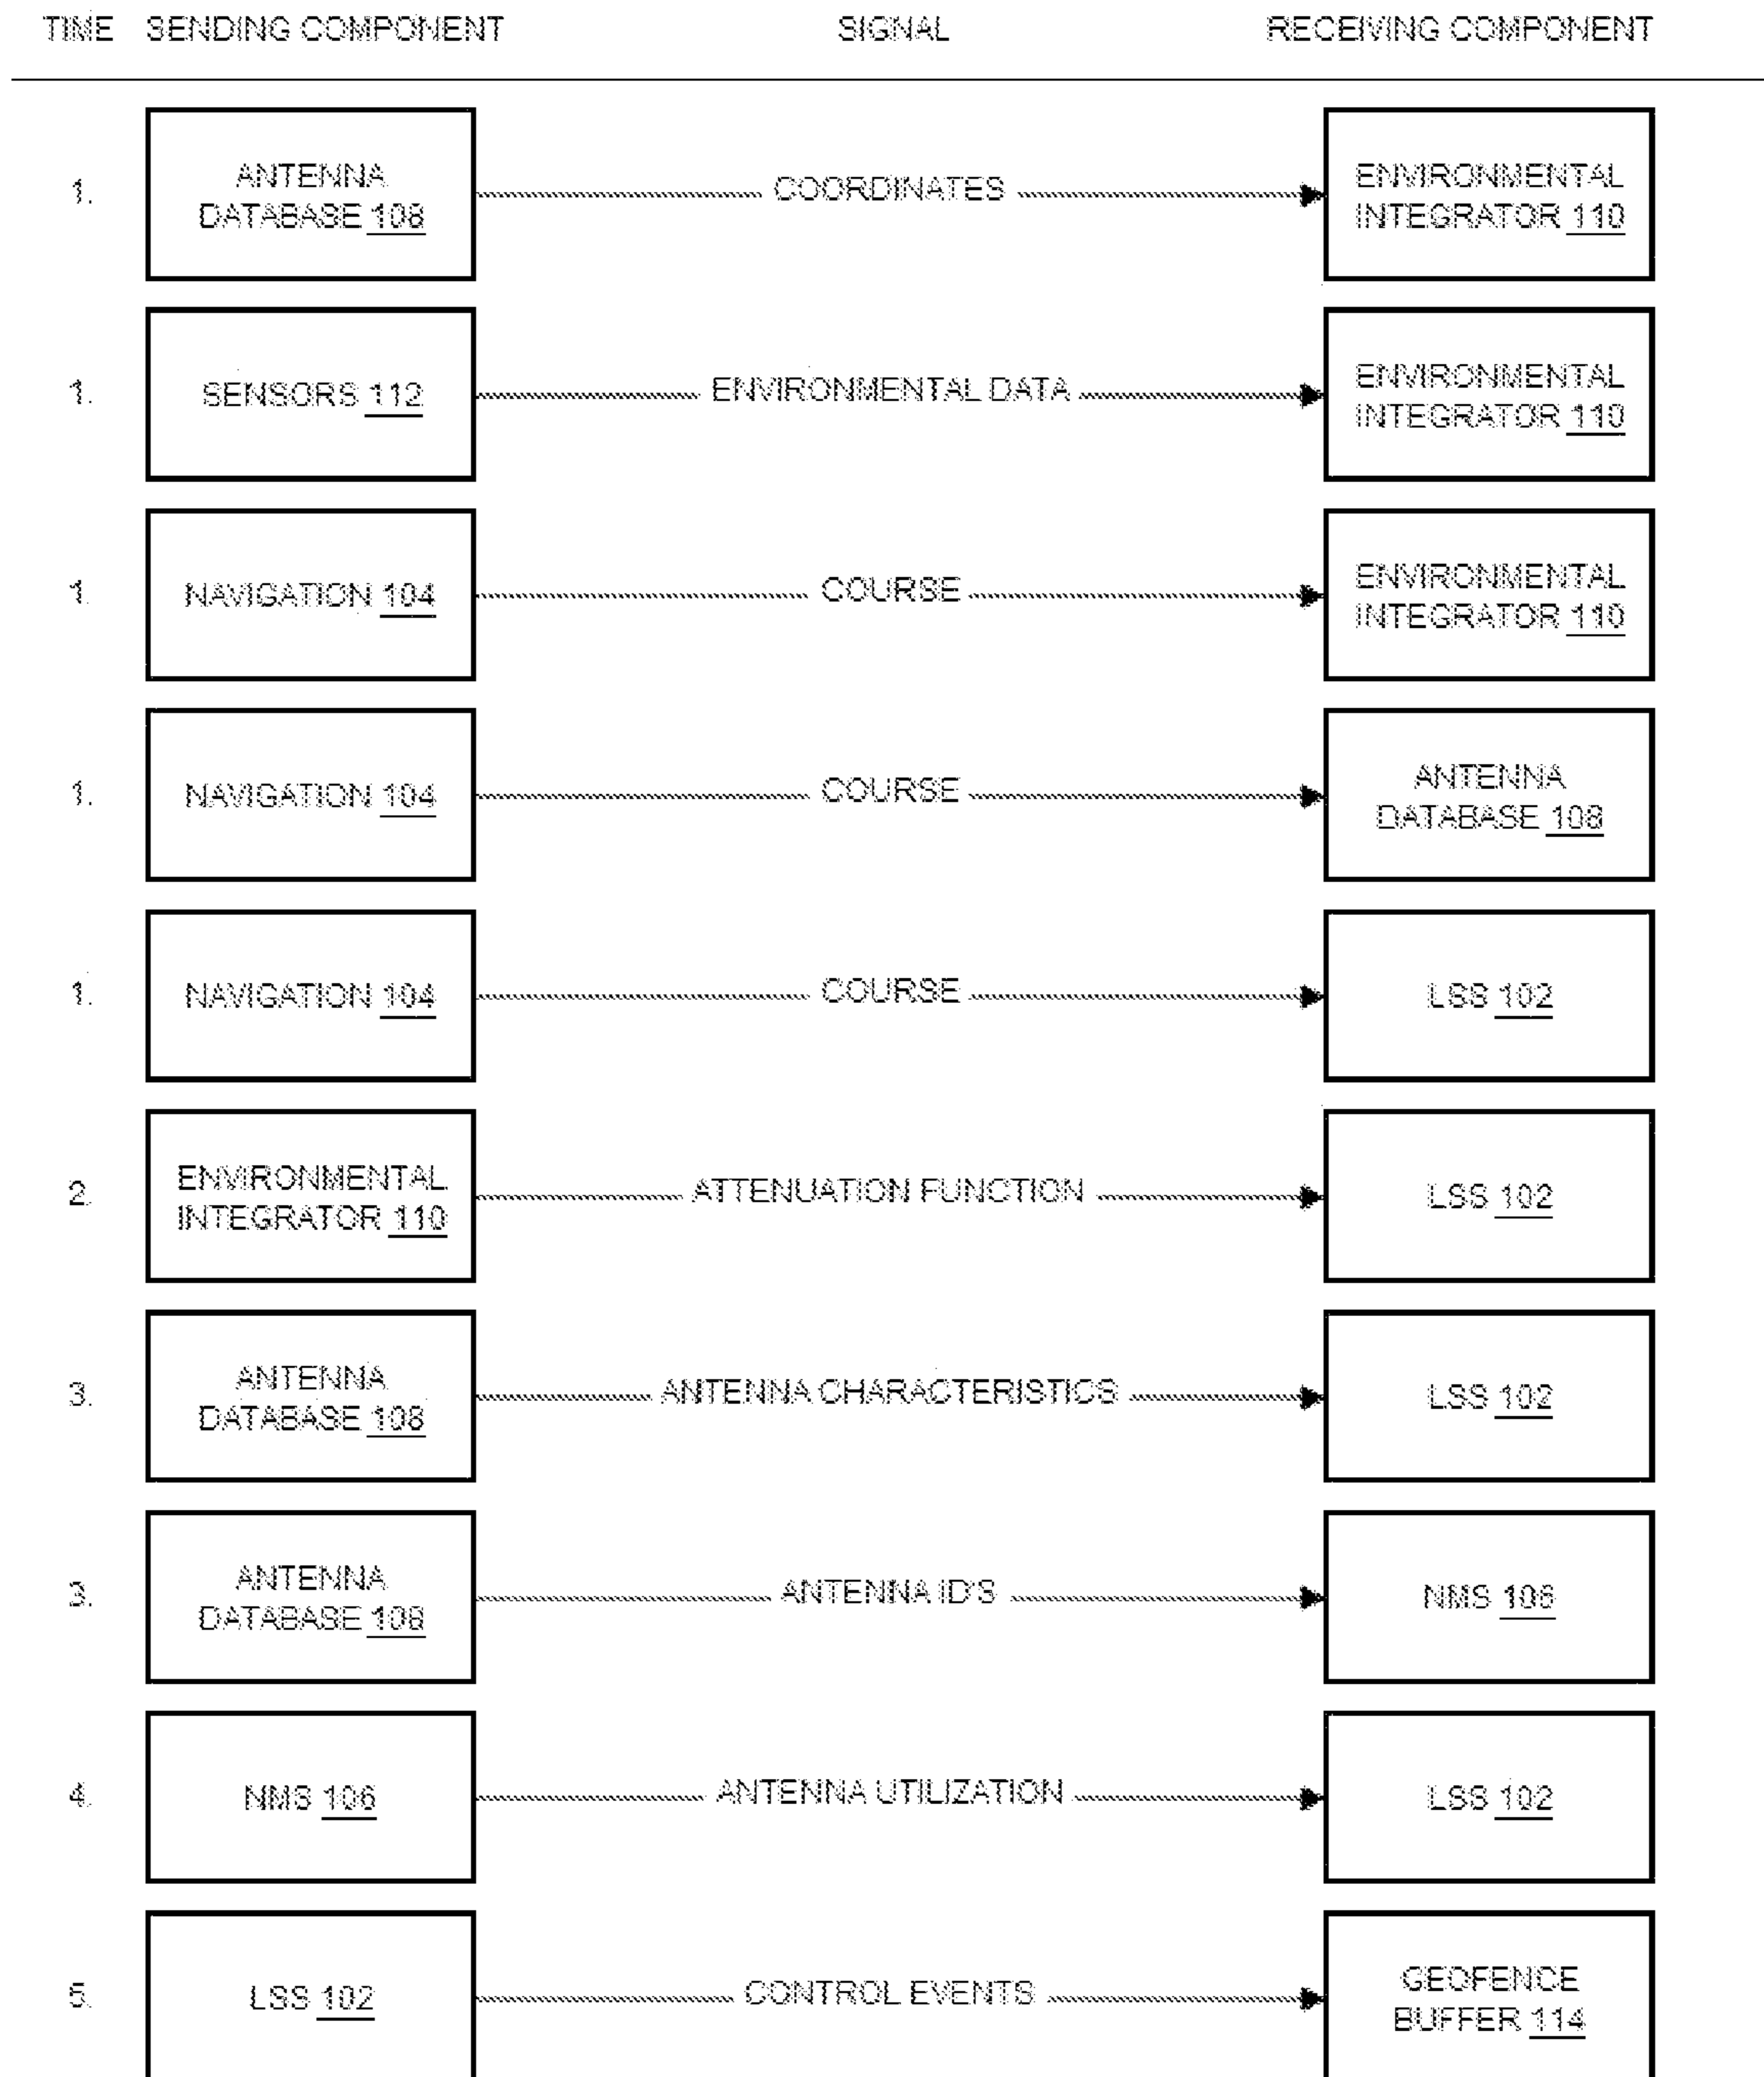 TIME SENDING COMPONENT SIGNAL RECEIVING COMPONENT
1. ANTENNA DATABASE 108 COORDINATES ENVIRONMENTAL INTEGRATOR 110
1. SENSORS 112 ENVIRONMENTAL DATA ENVIRONMENTAL INTEGRATOR 110
1. NAVIGATION 104 COURSE ENVIRONMENTAL INTEGRATOR 110
1. NAVIGATION 104 COURSE ANTENNA DATABASE 108
1. NAVIGATION 104 COURSE LSS 102
2. ENVIRONMENTAL INTEGRATOR 110 ATTENUATION FUNCTION LSS 102
3. ANTENNA DATABASE 108 ANTENNA CHARACTERISTICS LSS 102
3. ANTENNA DATABASE 108 ANTENNA ID'S NMS 106
4. NMS 106 ANTENNA UTILIZATION LSS 102
5. LSS 102 CONTROL EVENTS GEOFENCE BUFFER 114